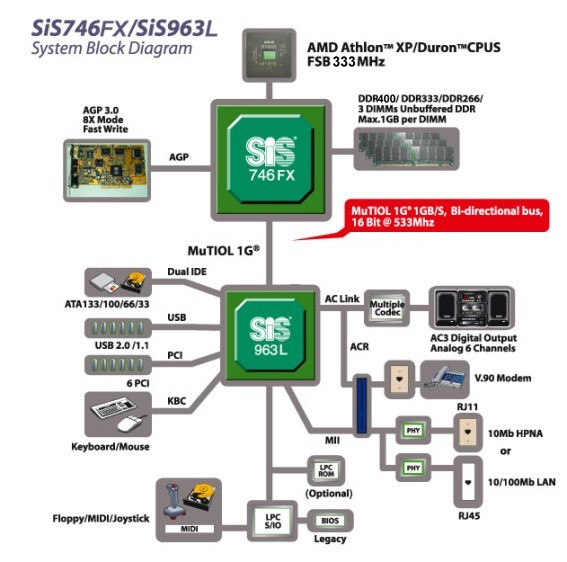 SiS746FX/SiS963L
System Block Diagram
AMD Athlon™ XP/Duron™CPUS
FSB 333MHz
AGP 3.0
8X Mode
Fast Write
AGP
SiS
746FX
DDR400/ DDR333/DDR266/
3 DIMMs Unbuffered DDR
Max.1GB per DIMM
MuTIOL 1G® 1GB/S, Bi-directional bus,
16 Bit @ 533Mhz
MuTIOL 1G®
Dual IDE
ATA133/100/66/33
USB
USB 2.0 /1.1
PCI
6 PCI
KBC
Keyboard/Mouse
SiS
963L
AC Link
Multiple
Codec
AC3 Digital Output
Analog 6 Channels
ACR
V.90 Modem
RJ11
MII
PHY
10Mb HPNA
or
PHY
10/100Mb LAN
RJ45
LPC
ROM
(Optional)
Floppy/MIDI/Joystick
MIDI
LPC
S/IO
BIOS
Legacy